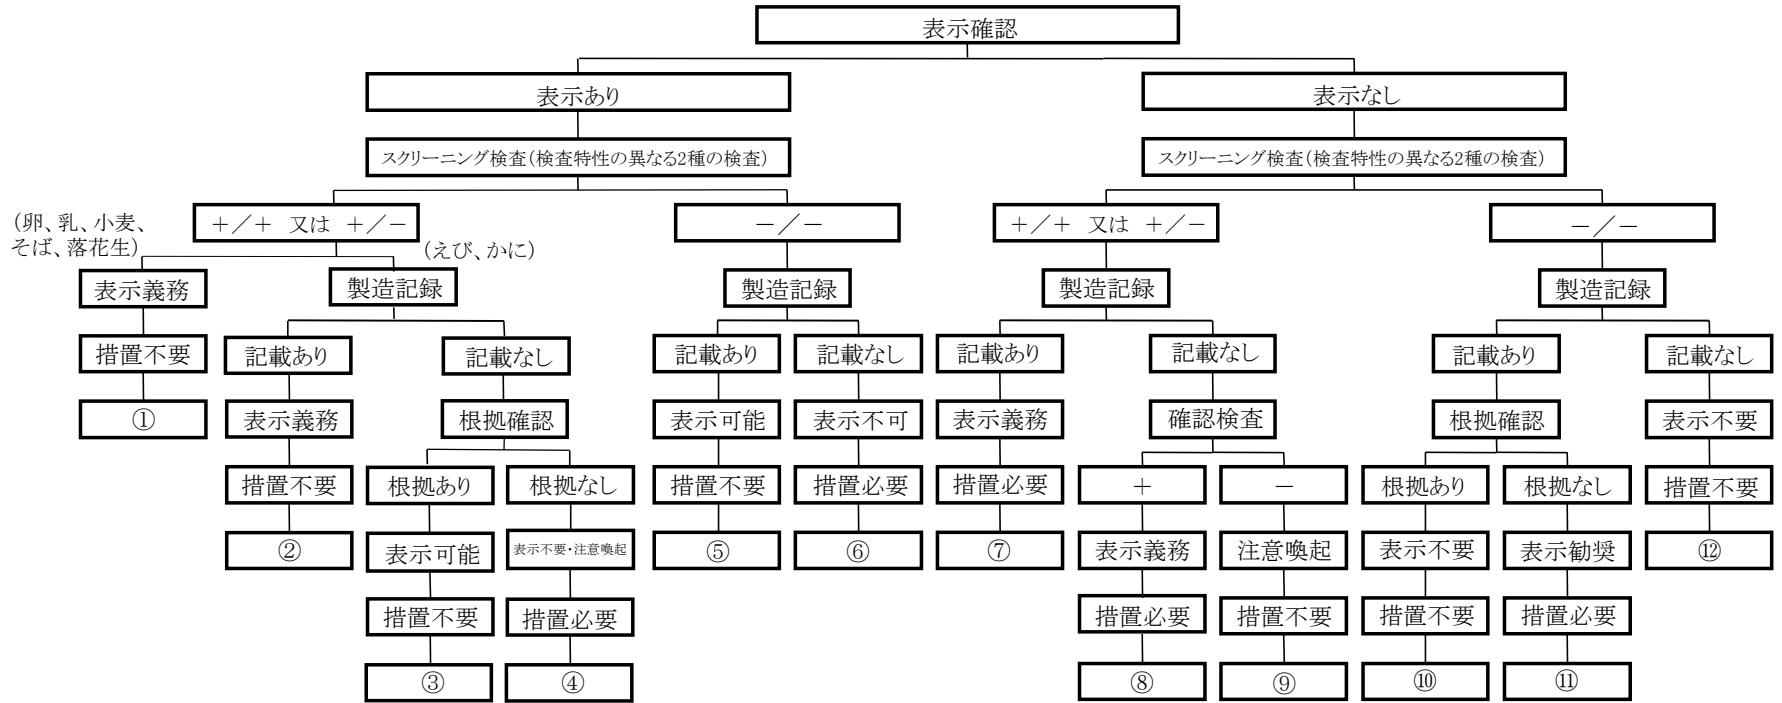 表示確認
表示あり
表示なし
スクリーニング検査(検査特性の異なる2種の検査)
スクリーニング検査(検査特性の異なる2種の検査)
(卵、乳、小麦、
そば、落花生)
+/+ 又は +/-
-/-
+/+ 又は +/-
-/-
(えび、かに)
表示義務
製造記録
製造記録
製造記録
製造記録
措置不要
記載あり
記載なし
記載あり
記載なし
記載あり
記載なし
記載あり
記載なし
①
表示義務
根拠確認
表示可能
表示不可
表示義務
確認検査
根拠確認
表示不要
措置不要
根拠あり
根拠なし
措置不要
措置必要
措置必要
+
-
根拠あり
根拠なし
措置不要
②
表示可能
表示不要・注意喚起
⑤
⑥
⑦
表示義務
注意喚起
表示不要
表示勧奨
⑫
措置不要
措置必要
措置必要
措置不要
措置不要
措置必要
③
④
⑧
⑨
⑩
⑪